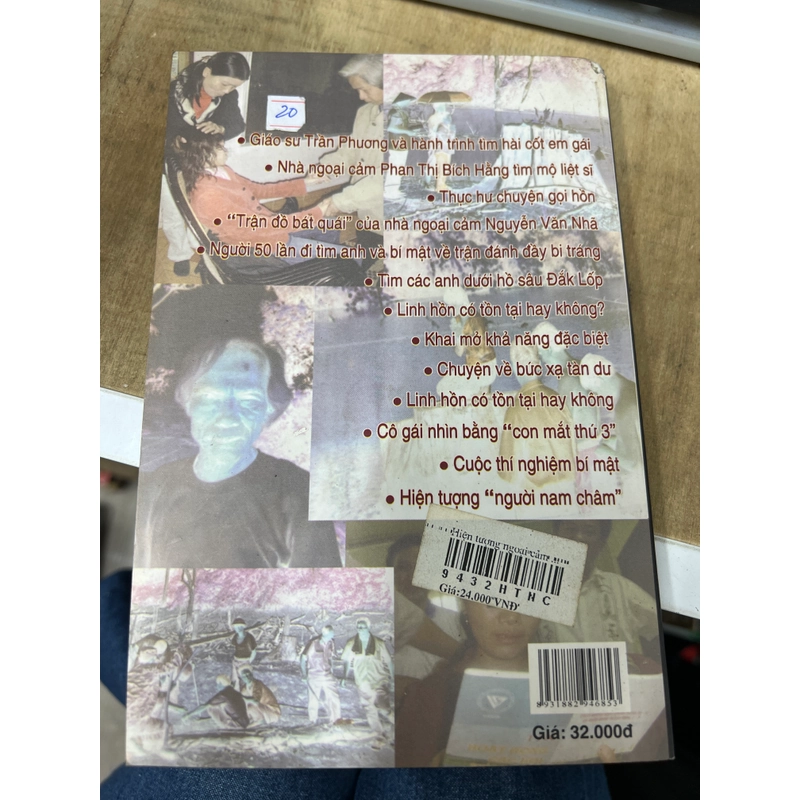 20
• Giáo sư Trần Phương và hành trình tìm hài cốt em gái
• Nhà ngoại cảm Phan Thị Bích Hằng tìm mộ liệt sĩ
• Thực hư chuyện gọi hồn
• “Trận đồ bát quái” của nhà ngoại cảm Nguyễn Văn Nhã
• Người 50 lần đi tìm anh và bí mật về trận đánh đầy bi tráng
• Tìm các anh dưới hồ sâu Đắk Lốp
• Linh hồn có tồn tại hay không?
• Khai mở khả năng đặc biệt
• Chuyện về bức xạ tàn dư
• Linh hồn có tồn tại hay không
• Cô gái nhìn bằng “con mắt thứ 3”
• Cuộc thí nghiệm bí mật
• Hiện tượng “người nam châm”
Hiện tượng ngoại cảm
9432HTNC
Giá:24,000 VNĐ
8 931882 946853
Giá: 32.000đ